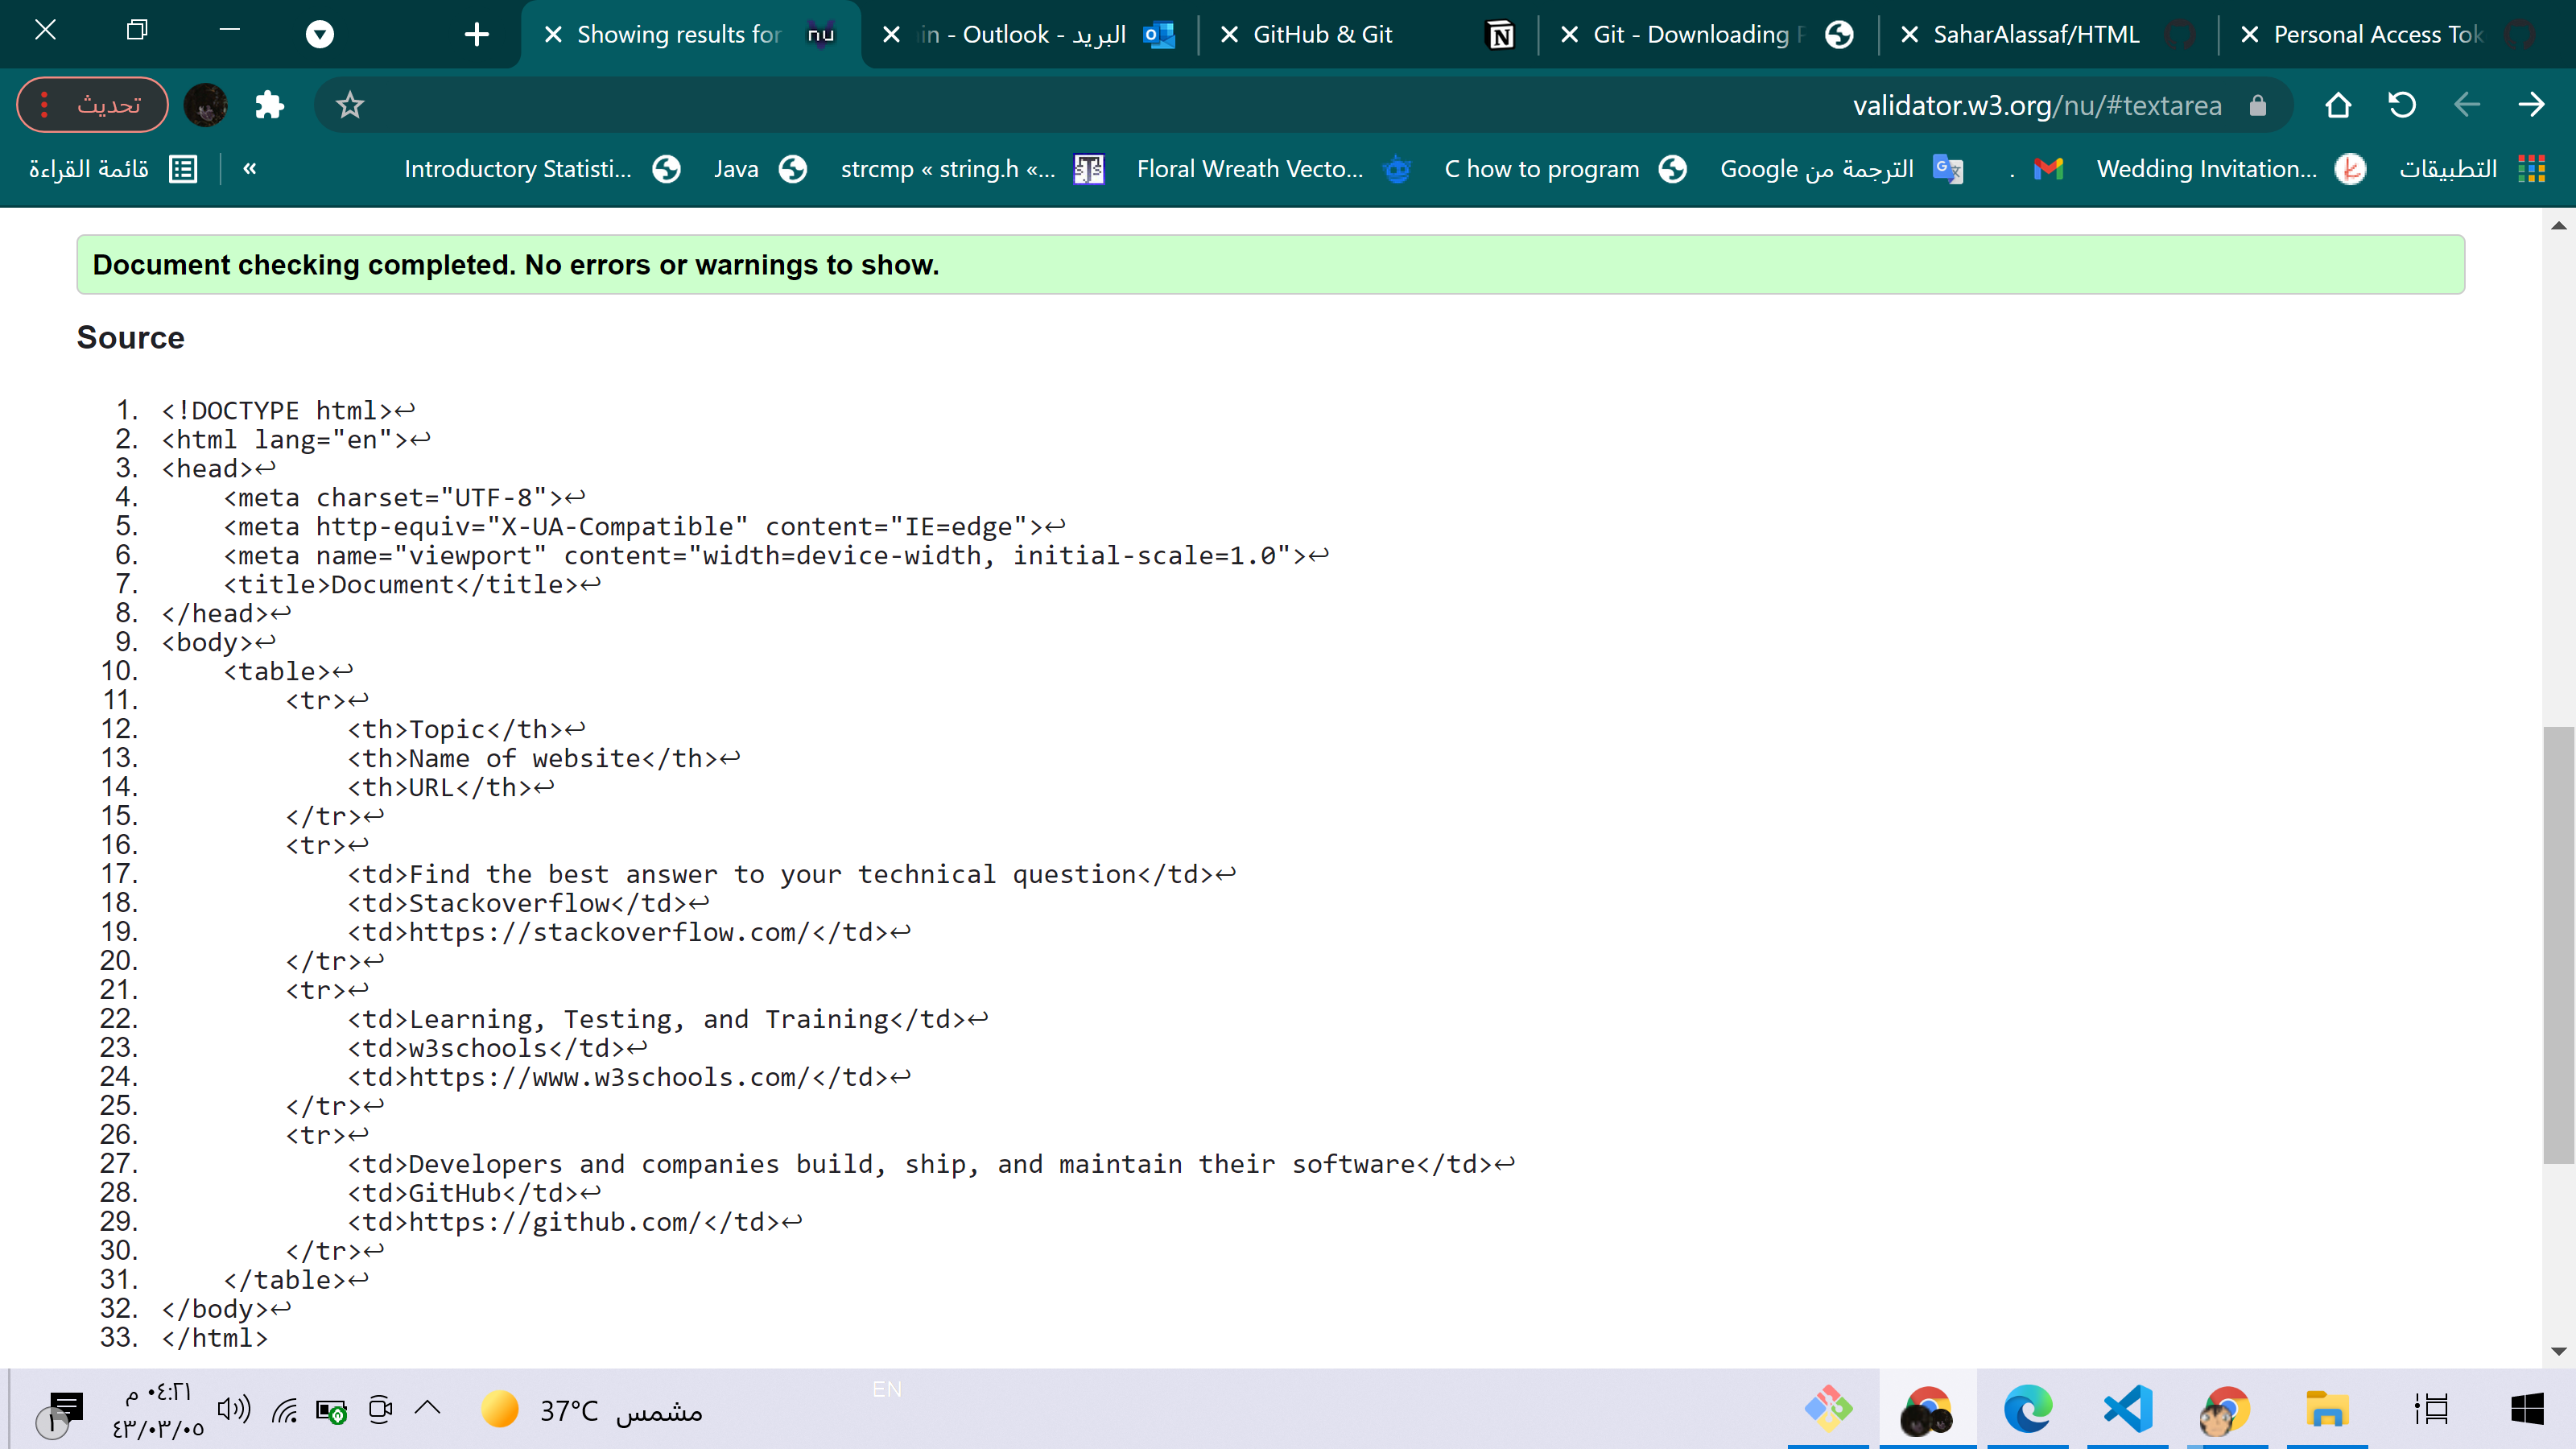 Showing results for
in - Outlook - البريد
GitHub & Git
Git - Downloading P
SaharAlassaf/HTML
Personal Access Tok
تحديث
validator.w3.org/nu/#textarea
قائمة القراءة
»
Introductory Statisti...
Java
strcmp « string.h «...
Floral Wreath Vecto...
C how to program
الترجمة من Google
.
Wedding Invitation...
التطبيقات
Document checking completed. No errors or warnings to show.
Source
1. <!DOCTYPE html>↩
2. <html lang="en">↩
3. <head>↩
4.     <meta charset="UTF-8">↩
5.     <meta http-equiv="X-UA-Compatible" content="IE=edge">↩
6.     <meta name="viewport" content="width=device-width, initial-scale=1.0">↩
7.     <title>Document</title>↩
8. </head>↩
9. <body>↩
10.     <table>↩
11.         <tr>↩
12.             <th>Topic</th>↩
13.             <th>Name of website</th>↩
14.             <th>URL</th>↩
15.         </tr>↩
16.         <tr>↩
17.             <td>Find the best answer to your technical question</td>↩
18.             <td>Stackoverflow</td>↩
19.             <td>https://stackoverflow.com/</td>↩
20.         </tr>↩
21.         <tr>↩
22.             <td>Learning, Testing, and Training</td>↩
23.             <td>w3schools</td>↩
24.             <td>https://www.w3schools.com/</td>↩
25.         </tr>↩
26.         <tr>↩
27.             <td>Developers and companies build, ship, and maintain their software</td>↩
28.             <td>GitHub</td>↩
29.             <td>https://github.com/</td>↩
30.         </tr>↩
31.     </table>↩
32. </body>↩
33. </html>
١
٠٤:٢١ م
٤٣/٠٣/٠٥
37°C مشمس
EN